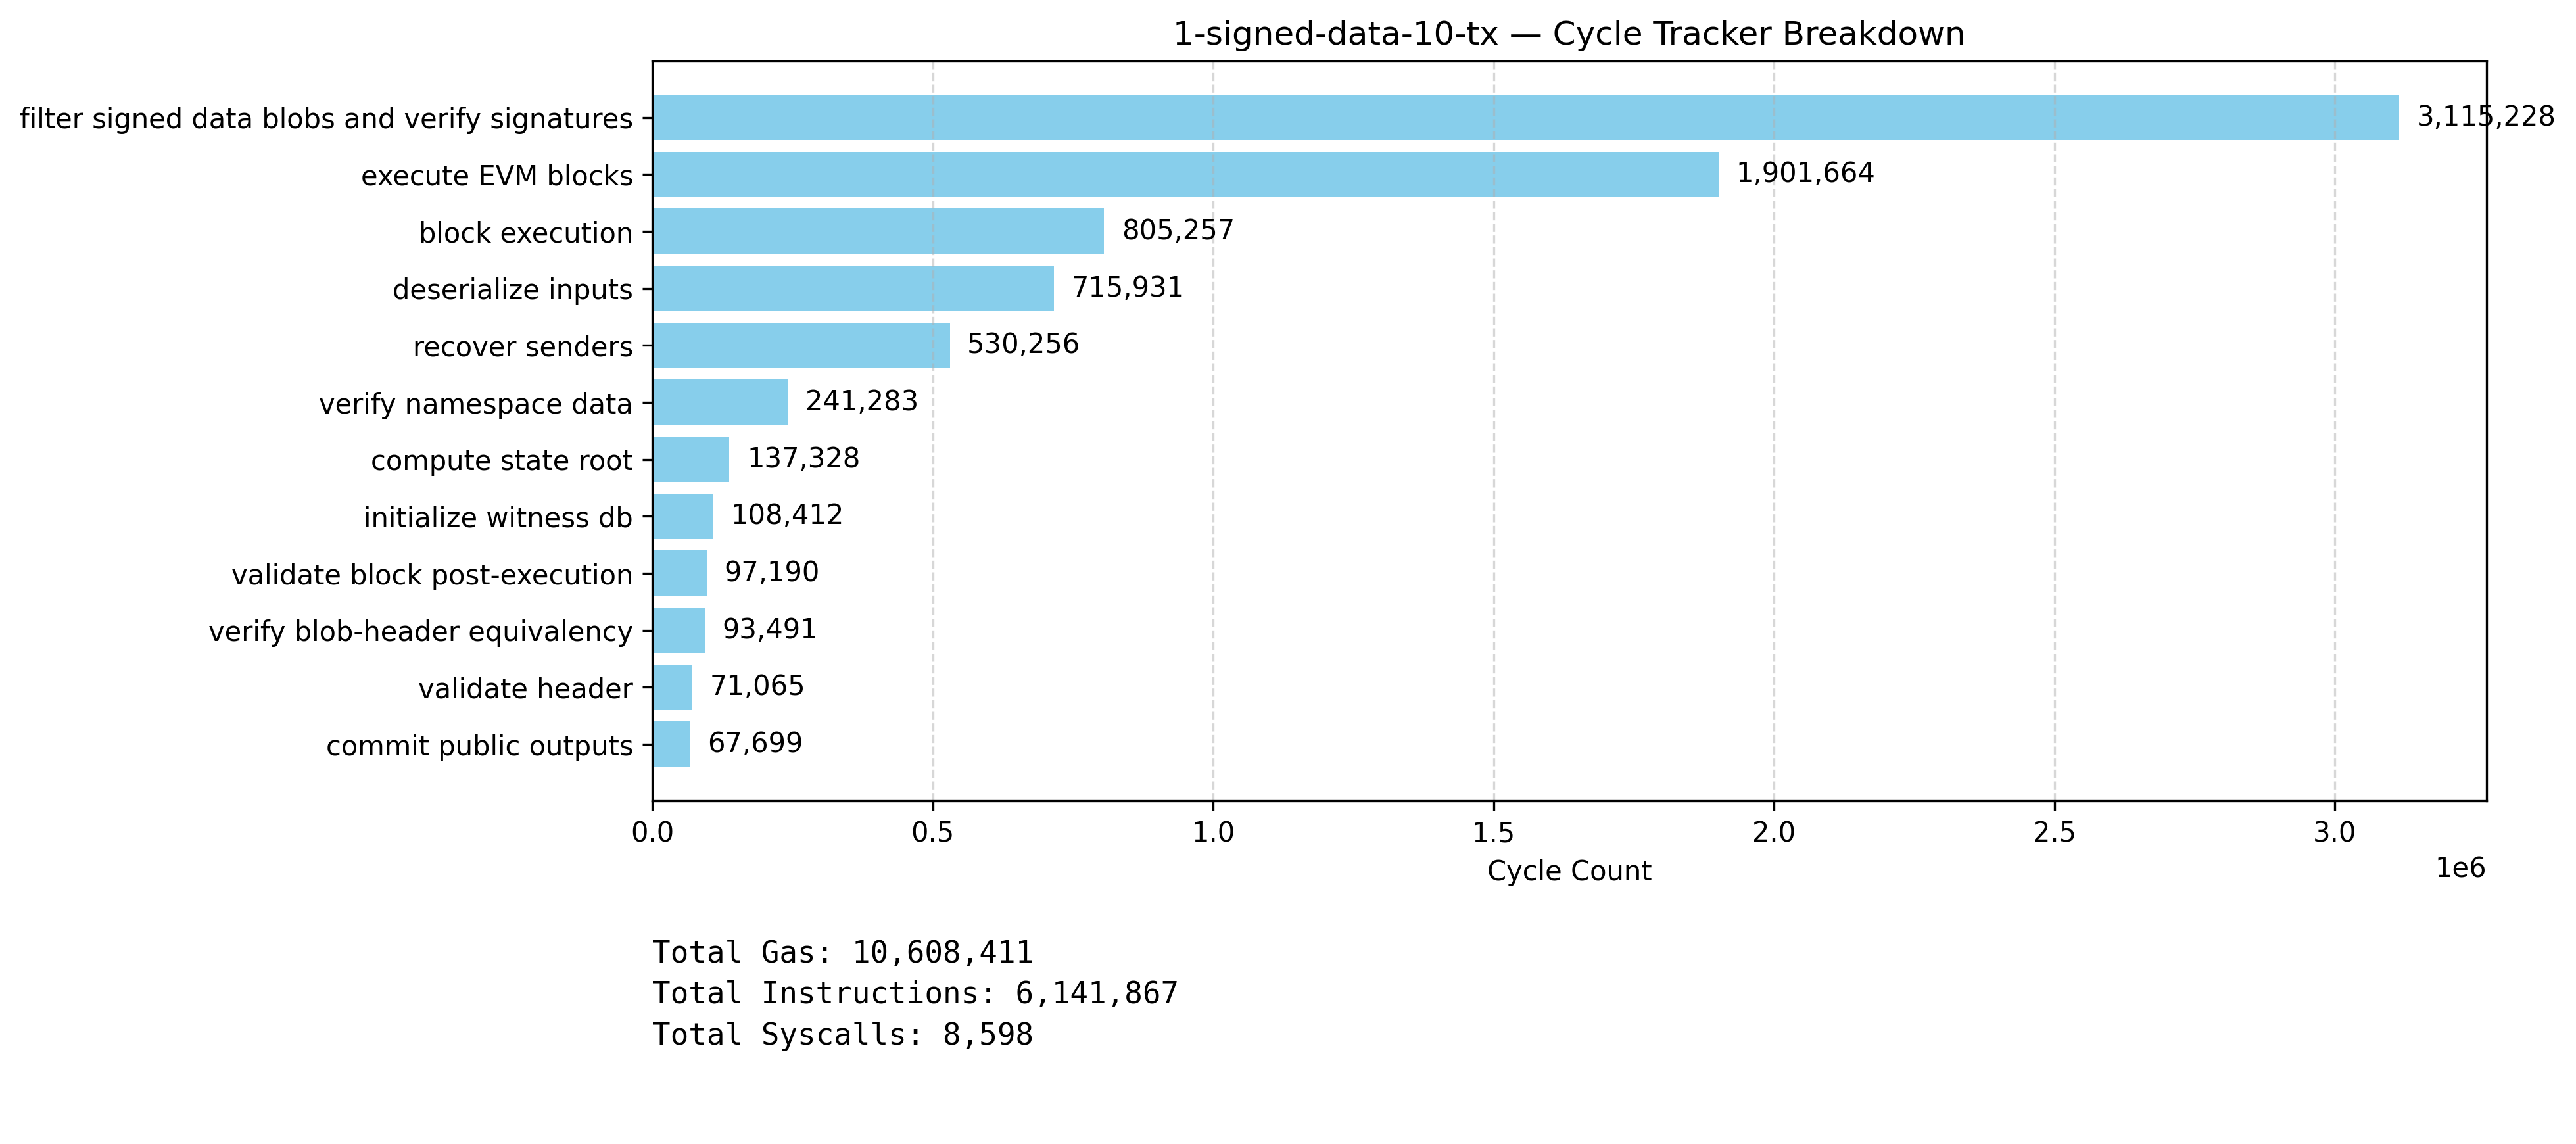 1-signed-data-10-tx — Cycle Tracker Breakdown
filter signed data blobs and verify signatures 3,115,228
execute EVM blocks 1,901,664
block execution 805,257
deserialize inputs 715,931
recover senders 530,256
verify namespace data 241,283
compute state root 137,328
initialize witness db 108,412
validate block post-execution 97,190
verify blob-header equivalency 93,491
validate header 71,065
commit public outputs 67,699
0.0 0.5 1.0 1.5 2.0 2.5 3.0
1e6
Cycle Count
Total Gas: 10,608,411
Total Instructions: 6,141,867
Total Syscalls: 8,598